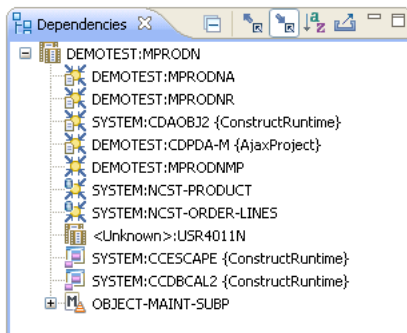 Dependencies
DEMOTEST:MPRODN
DEMOTEST:MPRODNA
DEMOTEST:MPRODNR
SYSTEM:CDAOBJ2 {ConstructRuntime}
DEMOTEST:CDPDA-M {AjaxProject}
DEMOTEST:MPRODNMP
SYSTEM:NCST-PRODUCT
SYSTEM:NCST-ORDER-LINES
<Unknown>:USR4011N
SYSTEM:CCESCAPE {ConstructRuntime}
SYSTEM:CCDBCAL2 {ConstructRuntime}
OBJECT-MAINT-SUBP